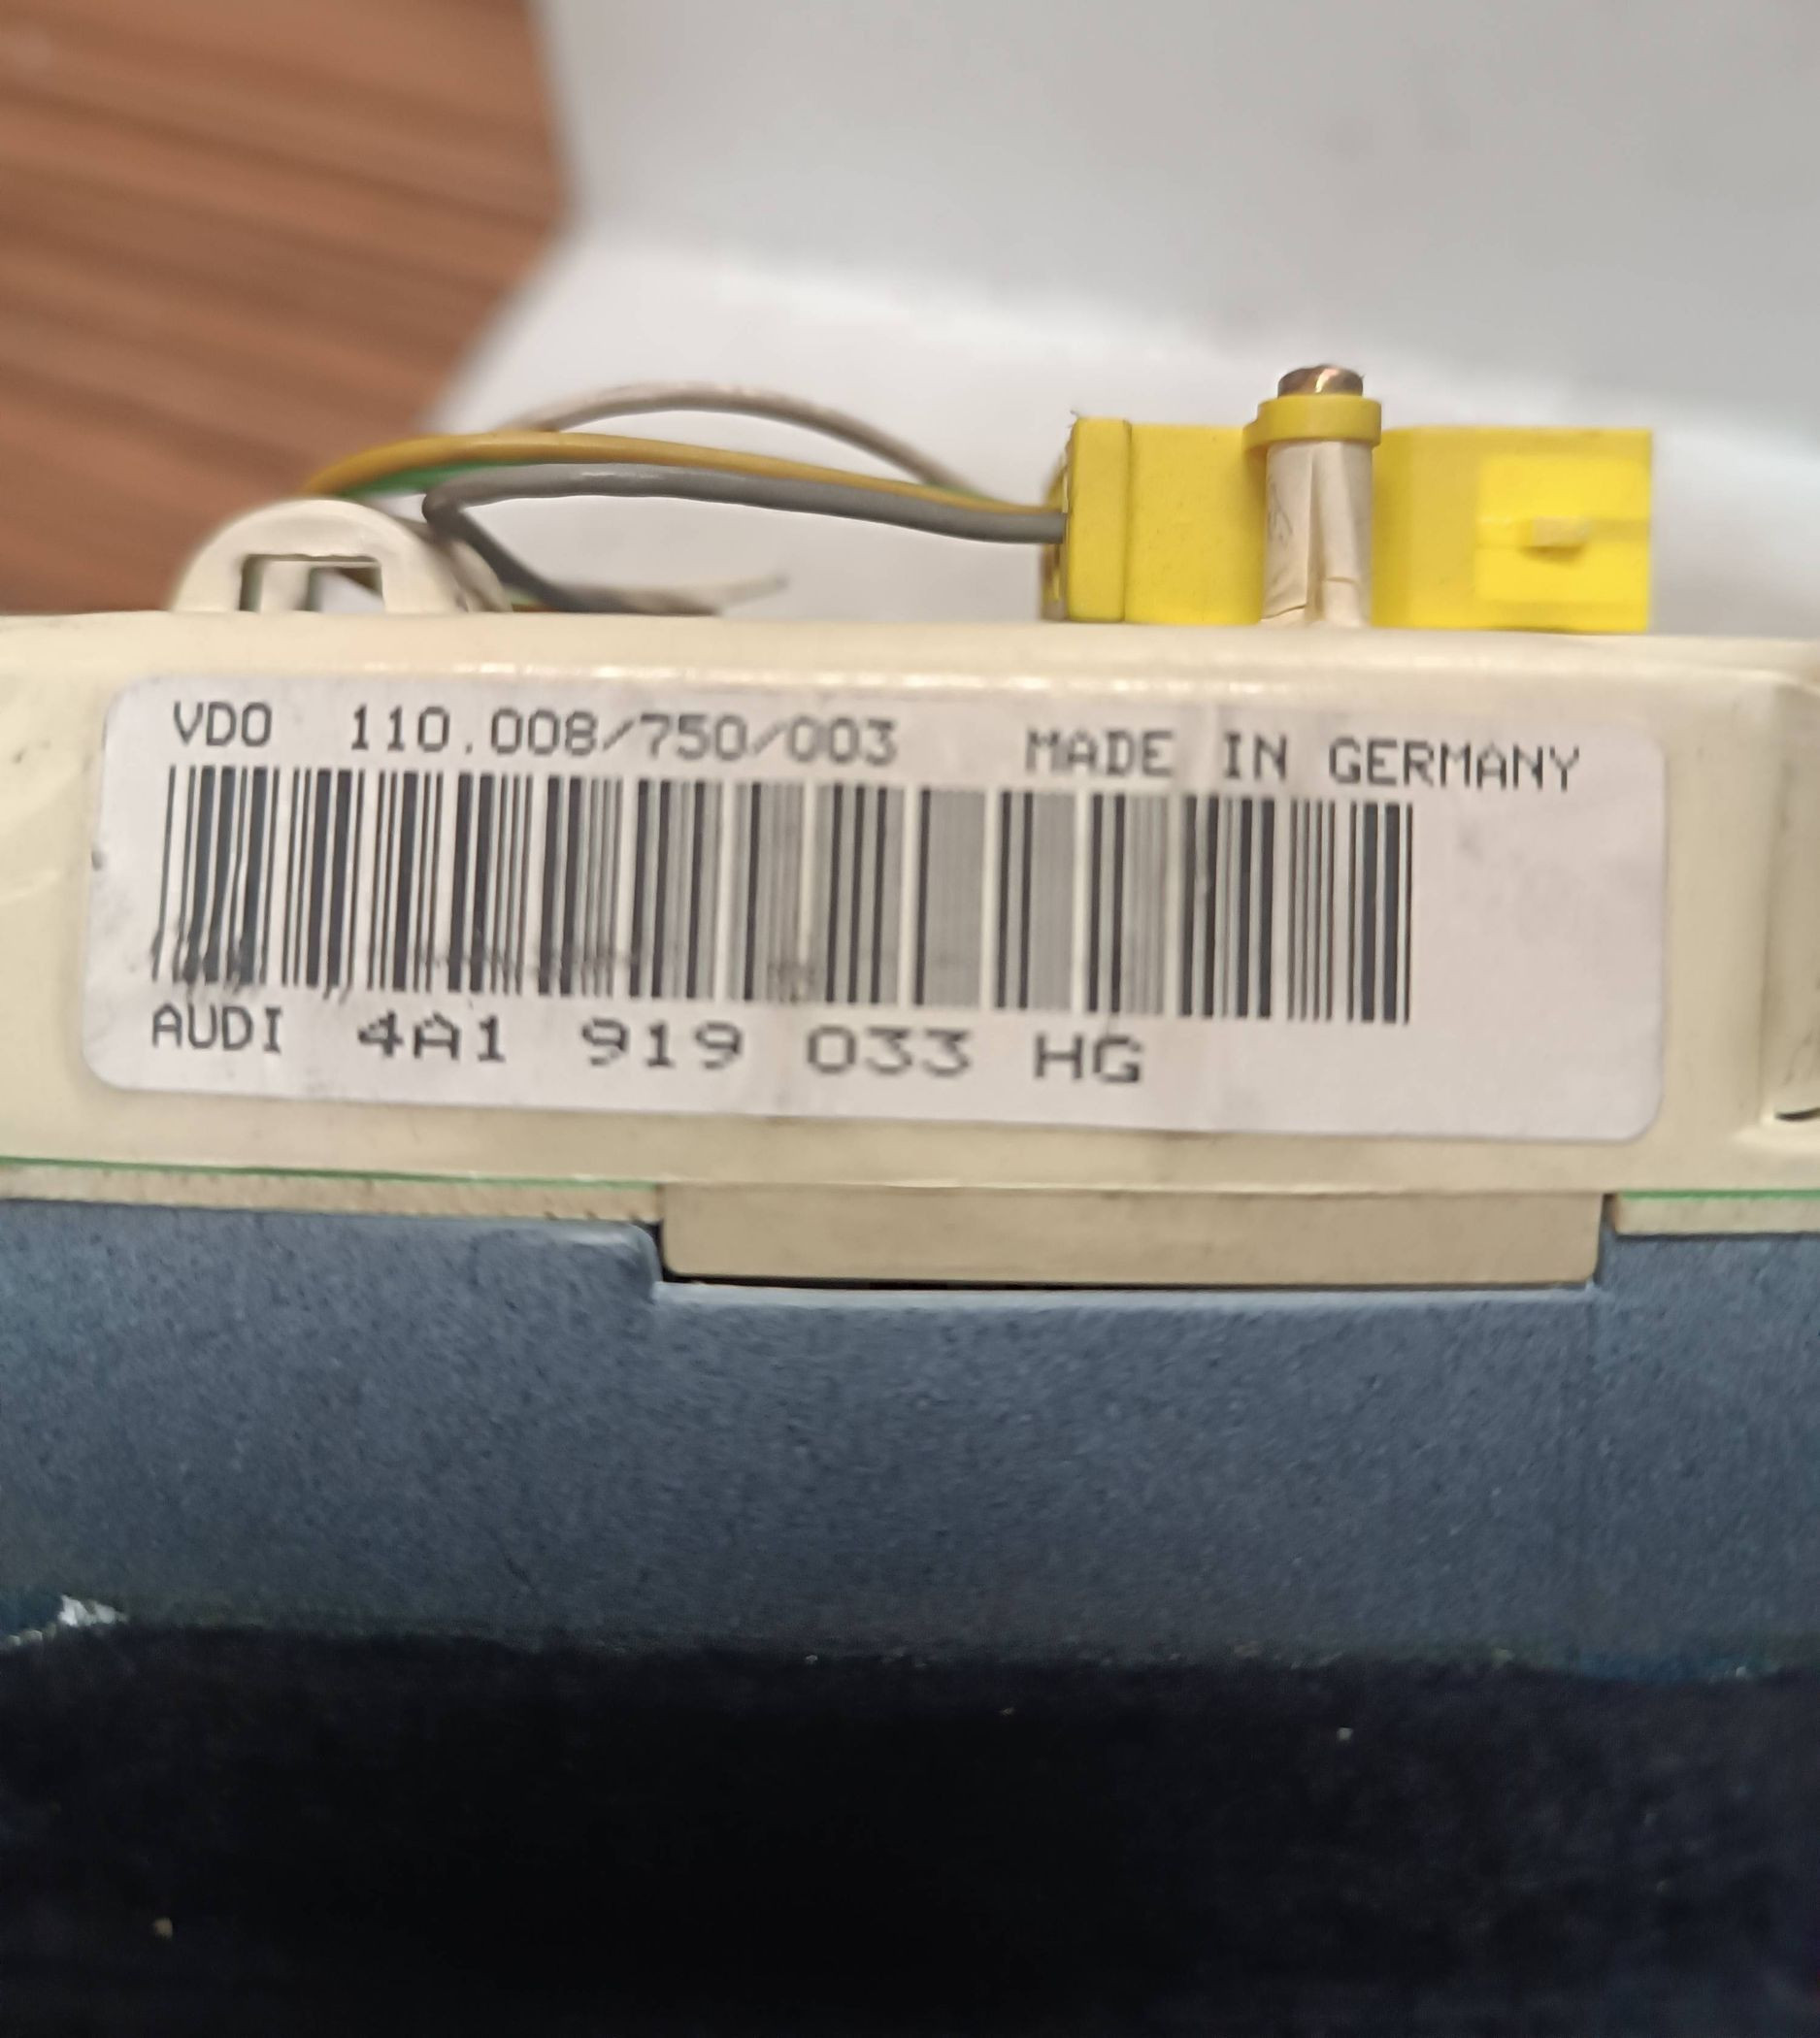 VDO 110.008/750/003 MADE IN GERMANY
AUDI 4A1 919 033 HG